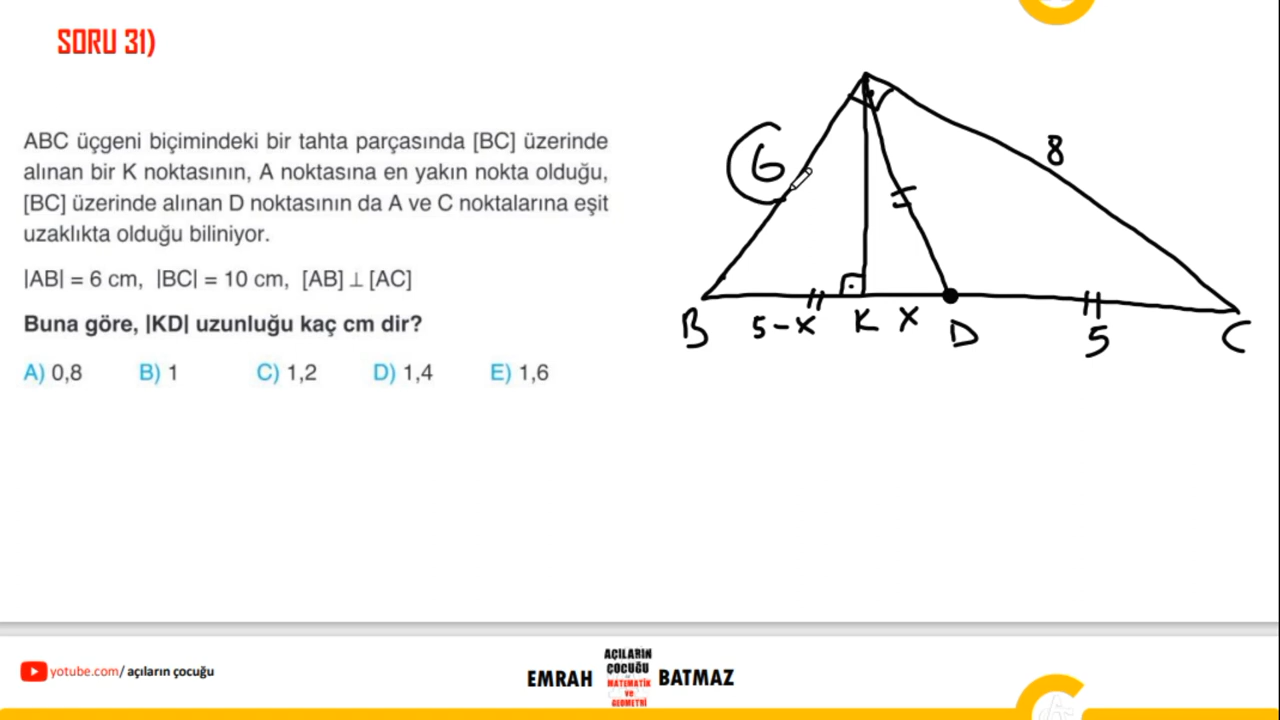 SORU 31)
ABC üçgeni biçimindeki bir tahta parçasında [BC] üzerinde
alınan bir K noktasının, A noktasına en yakın nokta olduğu,
[BC] üzerinde alınan D noktasının da A ve C noktalarına eşit
uzaklıkta olduğu biliniyor.
|AB| = 6 cm, |BC| = 10 cm, [AB] ⊥ [AC]
Buna göre, |KD| uzunluğu kaç cm dir?
A) 0,8 B) 1 C) 1,2 D) 1,4 E) 1,6
6
8
B 5-x K x D 5 C
yotube.com/ açıların çocuğu
EMRAH
AÇILARIN
ÇOCUĞU
MATEMATİK
ve
GEOMETRİ
BATMAZ